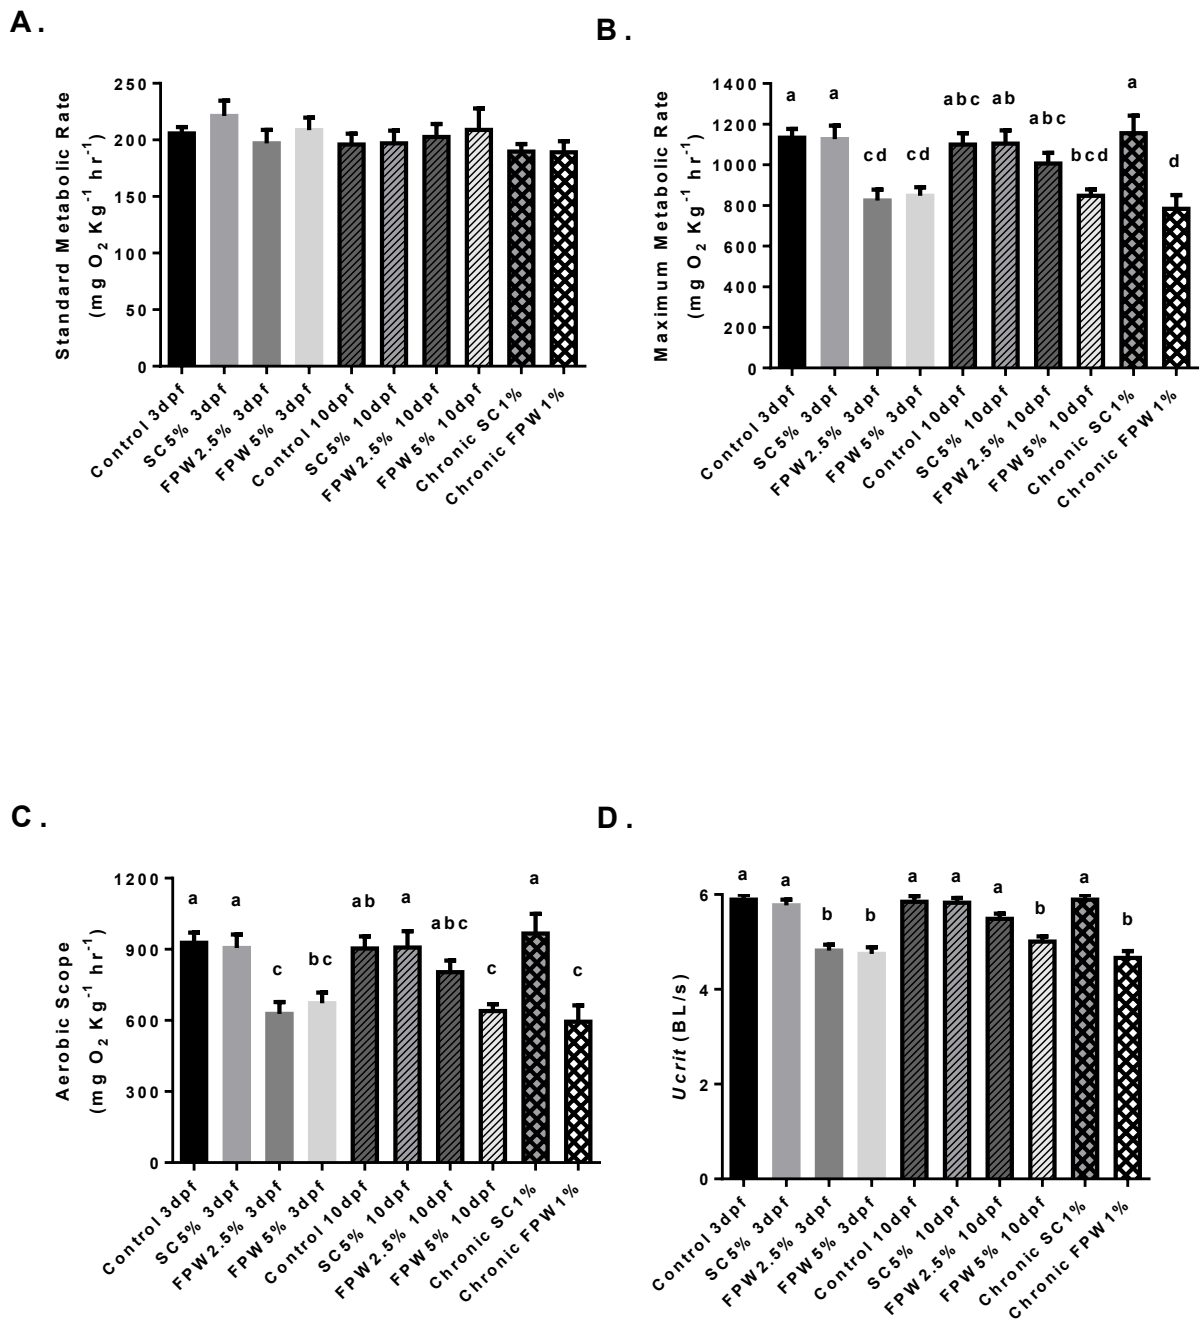 A.
Standard Metabolic Rate
(mg O2 Kg-1 hr-1)
250
200
150
100
50
0
Control 3dpf
SC5% 3dpf
FPW2.5% 3dpf
FPW5% 3dpf
Control 10dpf
SC5% 10dpf
FPW2.5% 10dpf
FPW5% 10dpf
Chronic SC1%
Chronic FPW1%
B.
Maximum Metabolic Rate
(mg O2 Kg-1 hr-1)
1400
1200
1000
800
600
400
200
0
a
a
cd
cd
abc
ab
abc
bcd
a
d
Control 3dpf
SC5% 3dpf
FPW2.5% 3dpf
FPW5% 3dpf
Control 10dpf
SC5% 10dpf
FPW2.5% 10dpf
FPW5% 10dpf
Chronic SC1%
Chronic FPW1%
C.
Aerobic Scope
(mg O2 Kg-1 hr-1)
1200
900
600
300
0
a
a
c
bc
ab
a
abc
c
a
c
Control 3dpf
SC5% 3dpf
FPW2.5% 3dpf
FPW5% 3dpf
Control 10dpf
SC5% 10dpf
FPW2.5% 10dpf
FPW5% 10dpf
Chronic SC1%
Chronic FPW1%
D.
Ucrit (BL/s)
6
4
2
0
a
a
b
b
a
a
a
b
a
b
Control 3dpf
SC5% 3dpf
FPW2.5% 3dpf
FPW5% 3dpf
Control 10dpf
SC5% 10dpf
FPW2.5% 10dpf
FPW5% 10dpf
Chronic SC1%
Chronic FPW1%